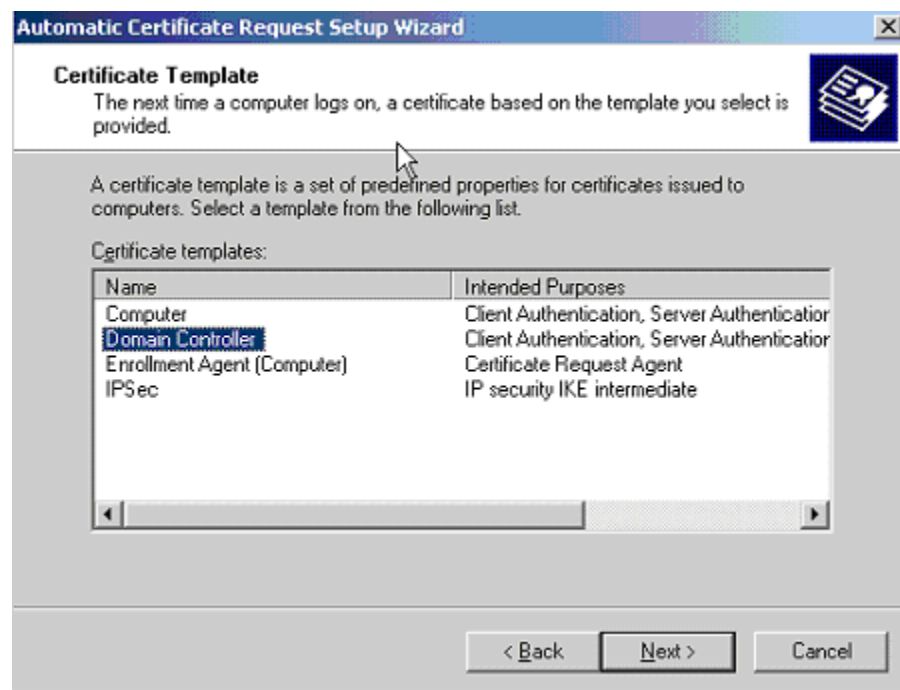 Automatic Certificate Request Setup Wizard
Certificate Template
The next time a computer logs on, a certificate based on the template you select is
provided.
A certificate template is a set of predefined properties for certificates issued to
computers. Select a template from the following list.
Certificate templates:
Name Intended Purposes
Computer Client Authentication, Server Authentication
Domain Controller Client Authentication, Server Authentication
Enrollment Agent (Computer) Certificate Request Agent
IPSec IP security IKE intermediate
< Back Next > Cancel